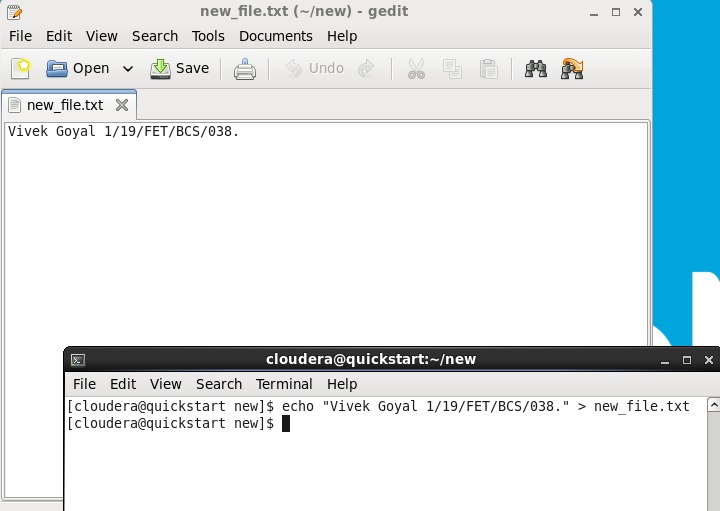 new_file.txt (~/new) - gedit
File Edit View Search Tools Documents Help
Open Save Undo
new_file.txt
Vivek Goyal 1/19/FET/BCS/038.
cloudera@quickstart:~/new
File Edit View Search Terminal Help
[cloudera@quickstart new]$ echo "Vivek Goyal 1/19/FET/BCS/038." > new_file.txt
[cloudera@quickstart new]$